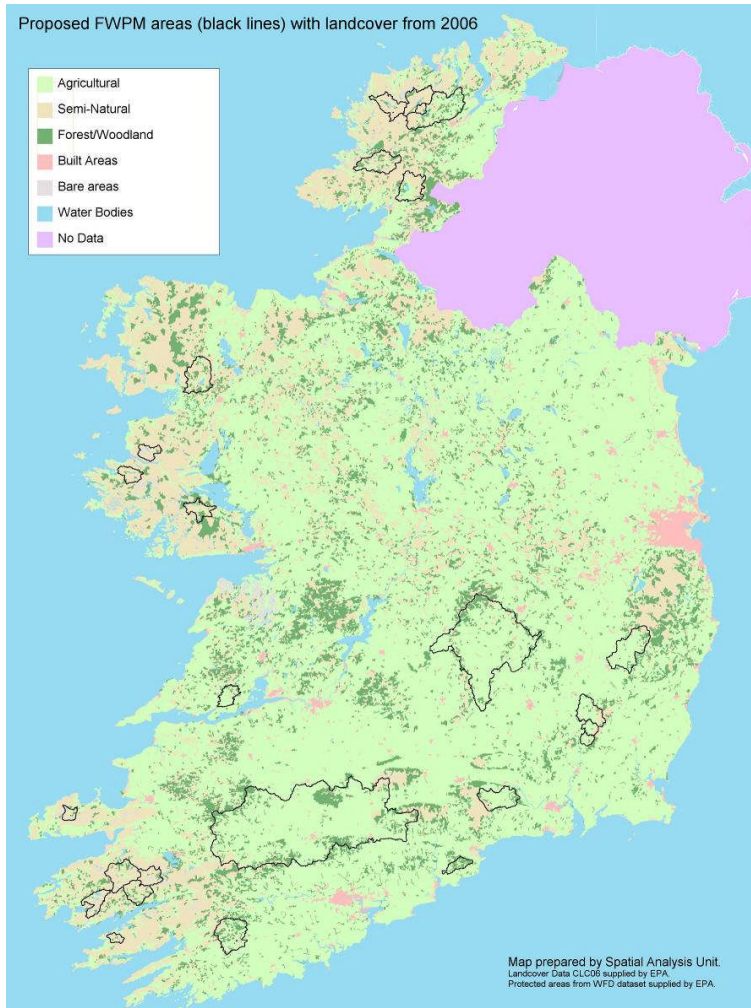 Proposed FWPM areas (black lines) with landcover from 2006
Agricultural
Semi-Natural
Forest/Woodland
Built Areas
Bare areas
Water Bodies
No Data
Map prepared by Spatial Analysis Unit.
Landcover Data CLC06 supplied by EPA.
Protected areas from WFD dataset supplied by EPA.